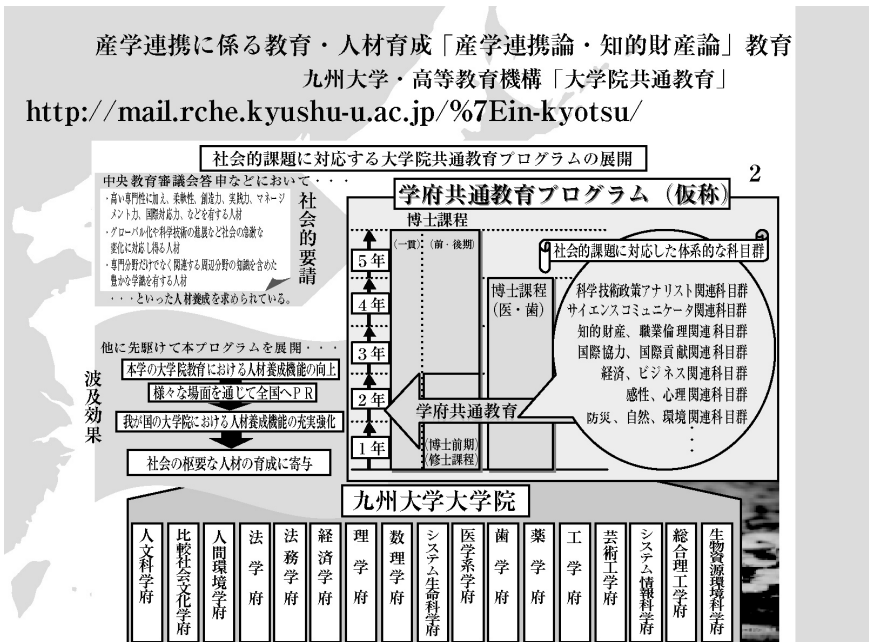 産学連携に係る教育・人材育成「産学連携論・知的財産論」教育
九州大学・高等教育機構「大学院共通教育」
http://mail.rche.kyushu-u.ac.jp/%7Ein-kyotsu/
社会的課題に対応する大学院共通教育プログラムの展開
2
中央教育審議会答申などにおいて・・・
・高い専門性に加え、柔軟性、創造力、実践力、マネージ
メント力、国際対応力、などを有する人材
・グローバル化や科学技術の進展など社会の急激な
変化に対応し得る人材
・専門分野だけでなく関連する周辺分野の知識を含めた
豊かな学識を有する人材
・・・といった人材養成を求められている。
社会的要請
他に先駆けて本プログラムを展開・・・
波及効果
本学の大学院教育における人材養成機能の向上
様々な場面を通じて全国へPR
我が国の大学院における人材養成機能の充実強化
社会の枢要な人材の育成に寄与
学府共通教育プログラム(仮称)
博士課程
(一貫)
(前・後期)
5年
4年
3年
2年
1年
博士課程
(医・歯)
学府共通教育
(博士前期)
(修士課程)
社会的課題に対応した体系的な科目群
科学技術政策アナリスト関連科目群
サイエンスコミュニケータ関連科目群
知的財産、職業倫理関連科目群
国際協力、国際貢献関連科目群
経済、ビジネス関連科目群
感性、心理関連科目群
防災、自然、環境関連科目群
・・・
九州大学大学院
人文科学府
比較社会文化学府
人間環境学府
法学府
法務学府
経済学府
理学府
数理学府
システム生命科学府
医学系学府
歯学府
薬学府
工学府
芸術工学府
システム情報科学府
総合理工学府
生物資源環境科学府